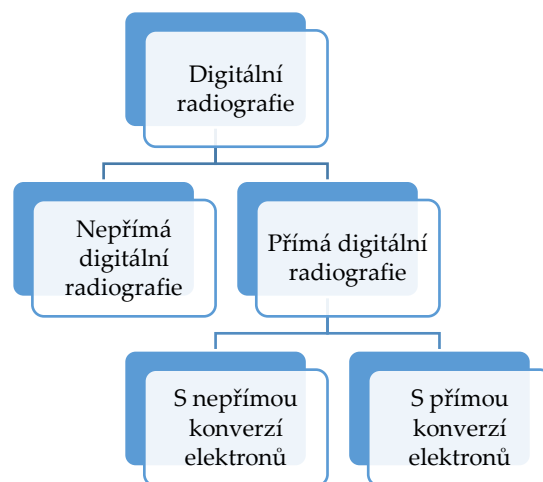 Digitální
radiografie
Nepřímá
digitální
radiografie
Přímá digitální
radiografie
S nepřímou
konverzí
elektronů
S přímou
konverzí
elektronů